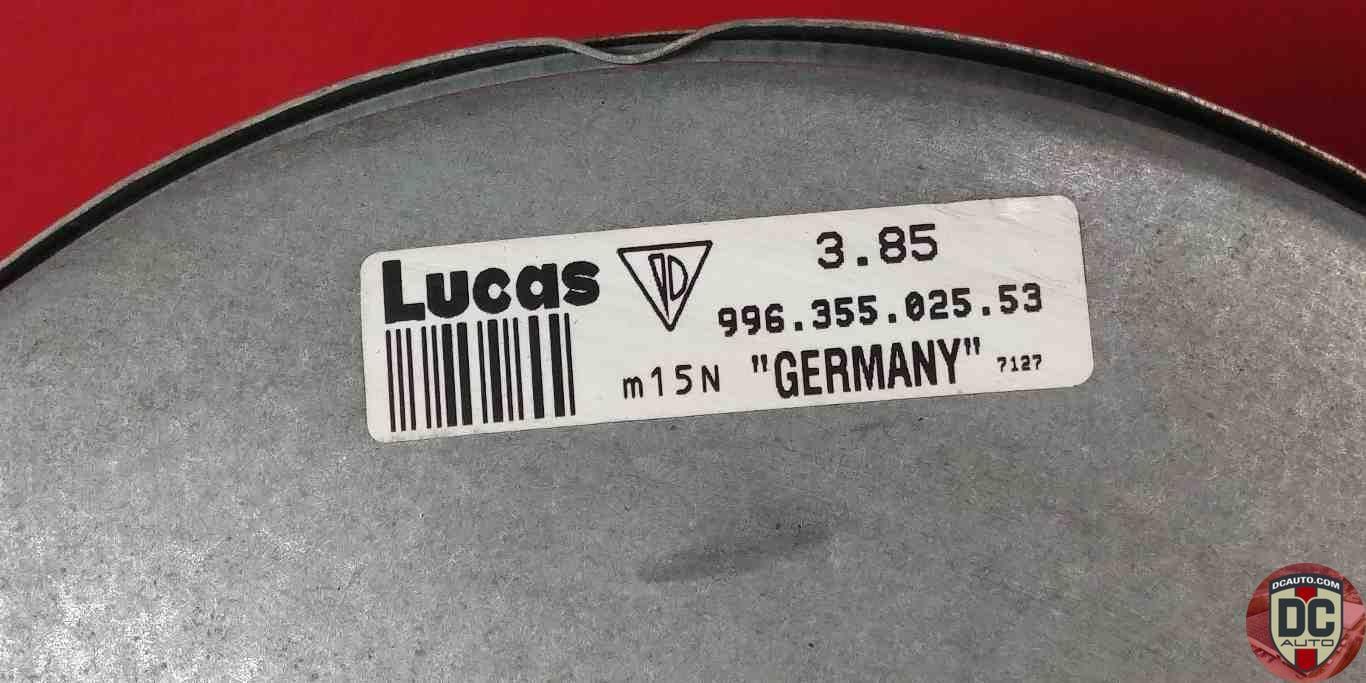 Lucas
3.85
996.355.025.53
m15N "GERMANY" 7127
DCAUTO.COM
DC
AUTO